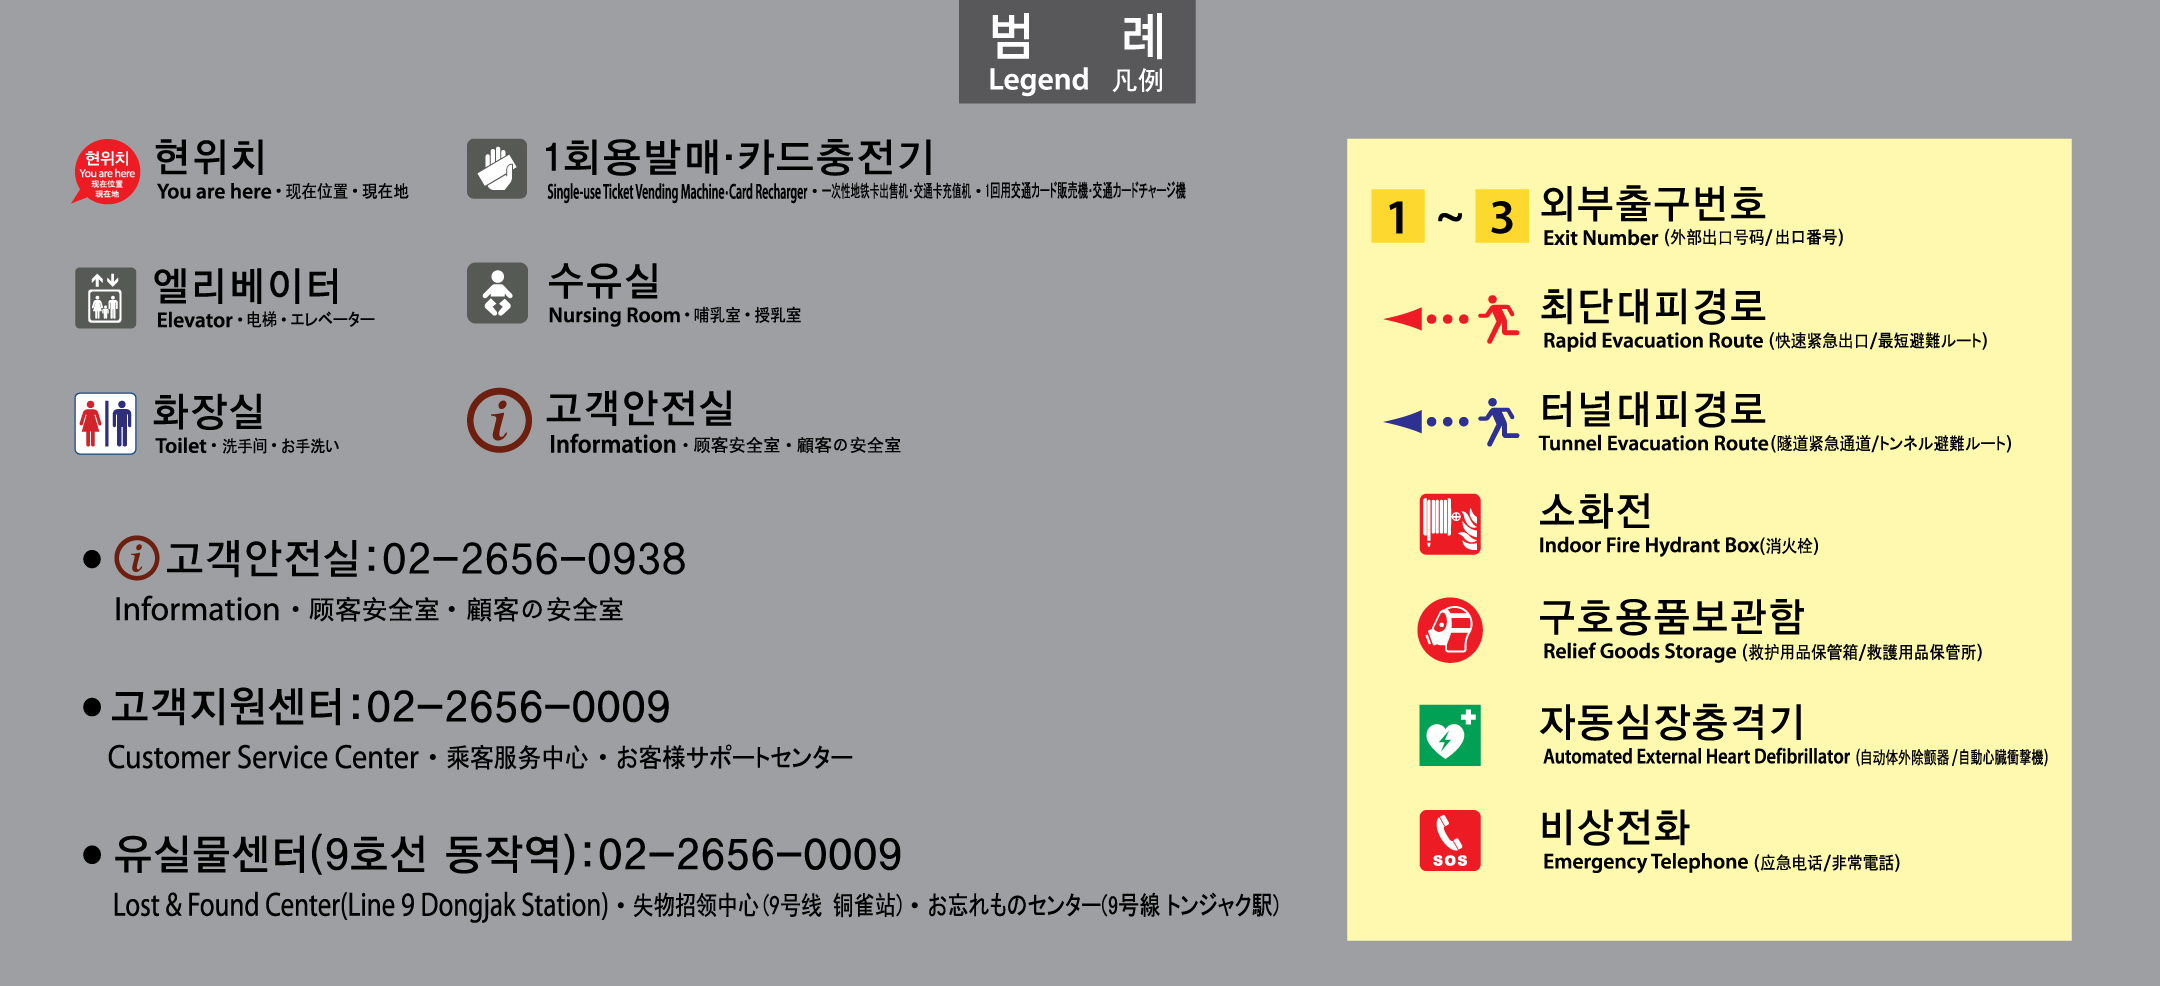 범 례
Legend 凡例
현위치
You are here
现在位置
現在地
현위치
You are here・现在位置・現在地
1회용발매·카드충전기
Single-use Ticket Vending Machine·Card Recharger・一次性地铁卡出售机·交通卡充值机・1回用交通カード販売機·交通カードチャージ機
엘리베이터
Elevator・电梯・エレベーター
수유실
Nursing Room・哺乳室・授乳室
화장실
Toilet・洗手间・お手洗い
i
고객안전실
Information・顾客安全室・顧客の安全室
● i 고객안전실:02-2656-0938
Information・顾客安全室・顧客の安全室
● 고객지원센터:02-2656-0009
Customer Service Center・乘客服务中心・お客様サポートセンター
● 유실물센터(9호선 동작역):02-2656-0009
Lost & Found Center(Line 9 Dongjak Station)・失物招领中心(9号线 铜雀站)・お忘れものセンター(9号線 トンジャク駅)
1 ~ 3 외부출구번호
Exit Number (外部出口号码/出口番号)
최단대피경로
Rapid Evacuation Route (快速紧急出口/最短避難ルート)
터널대피경로
Tunnel Evacuation Route(隧道紧急通道/トンネル避難ルート)
소화전
Indoor Fire Hydrant Box(消火栓)
구호용품보관함
Relief Goods Storage (救护用品保管箱/救護用品保管所)
자동심장충격기
Automated External Heart Defibrillator (自动体外除颤器/自動心臓衝撃機)
비상전화
SOS
Emergency Telephone (应急电话/非常電話)